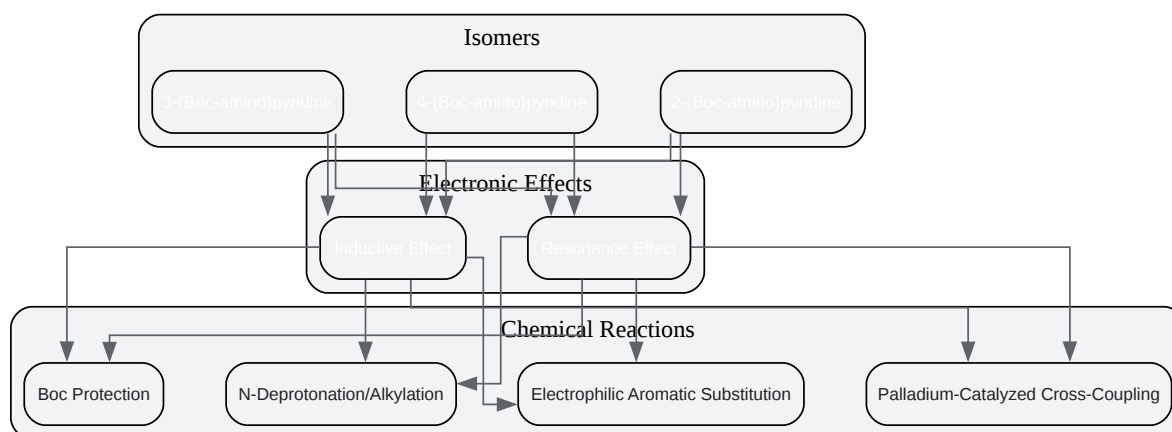 Isomers
3-(Boc-amino)pyridine
4-(Boc-amino)pyridine
2-(Boc-amino)pyridine
Electronic Effects
Inductive Effect
Resonance Effect
Chemical Reactions
Boc Protection
N-Deprotonation/Alkylation
Electrophilic Aromatic Substitution
Palladium-Catalyzed Cross-Coupling